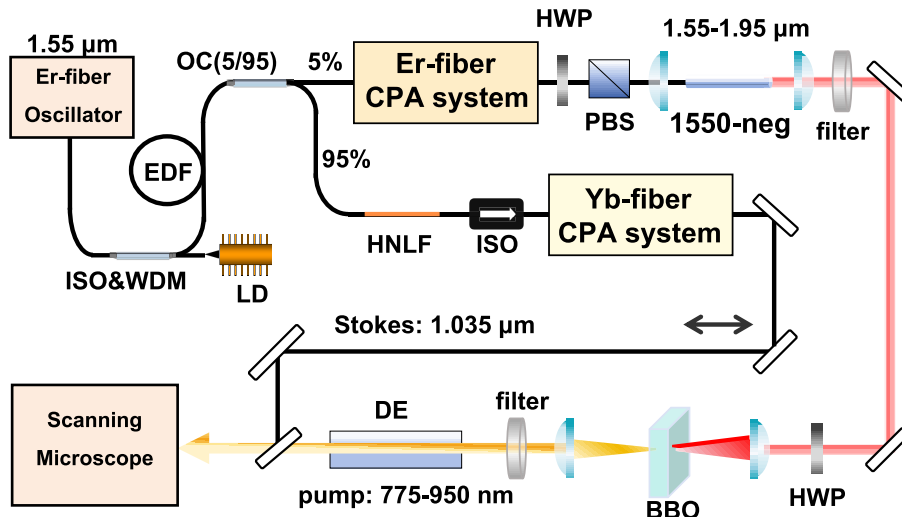 1.55 µm
Er-fiber
Oscillator
OC(5/95)
5%
Er-fiber
CPA system
HWP
PBS
1.55-1.95 µm
1550-neg
filter
EDF
95%
HNLF
ISO
Yb-fiber
CPA system
ISO&WDM
LD
Stokes: 1.035 µm
Scanning
Microscope
DE
pump: 775-950 nm
filter
BBO
HWP